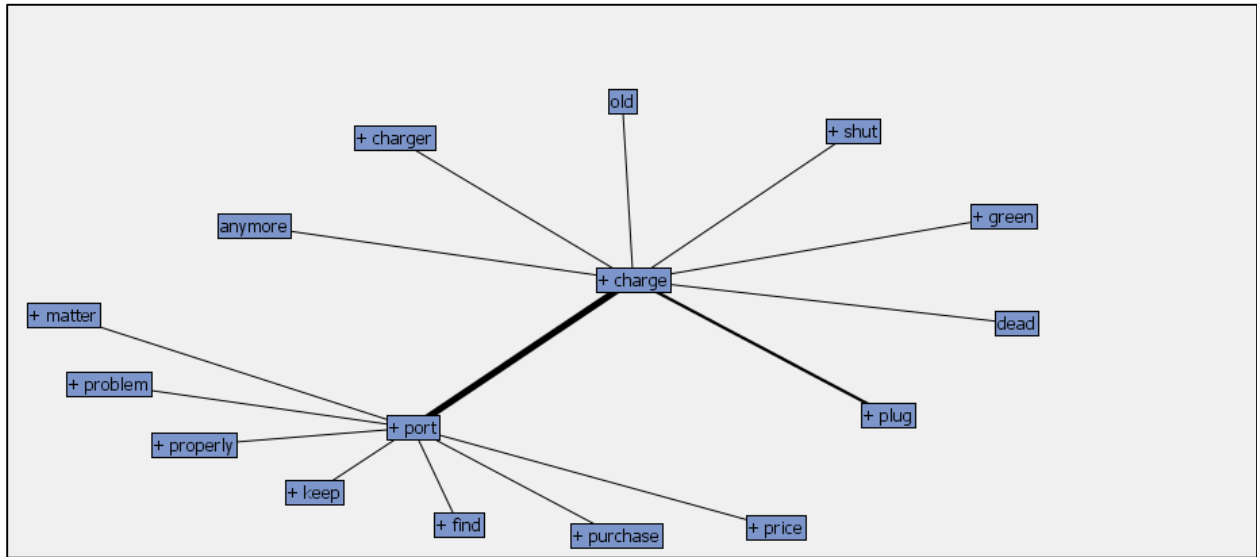 old
+ charger
+ shut
anymore
+ green
+ charge
+ matter
dead
+ problem
+ port
+ plug
+ properly
+ keep
+ find
+ purchase
+ price